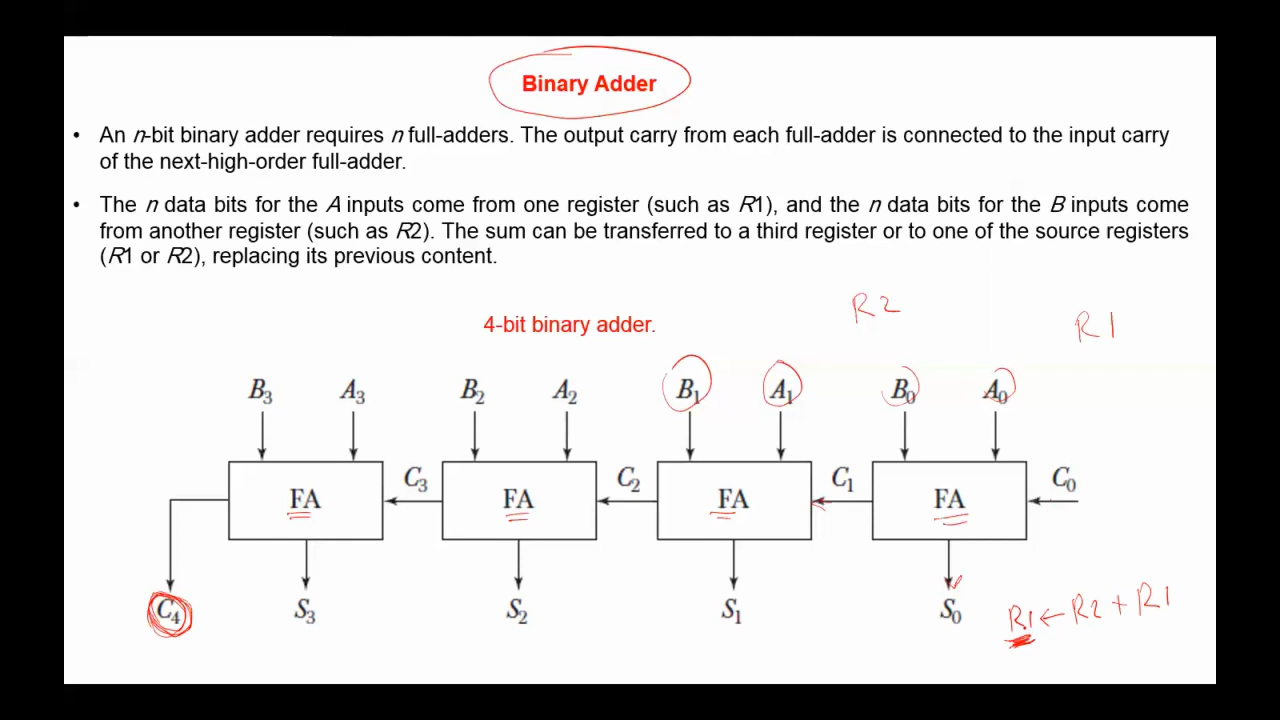 Binary Adder
• An n-bit binary adder requires n full-adders. The output carry from each full-adder is connected to the input carry
of the next-high-order full-adder.
• The n data bits for the A inputs come from one register (such as R1), and the n data bits for the B inputs come
from another register (such as R2). The sum can be transferred to a third register or to one of the source registers
(R1 or R2), replacing its previous content.
R2
R1
4-bit binary adder.
B3 A3 B2 A2 B1 A1 B0 A0
C3 C2 C1 C0
FA FA FA FA
C4 S3 S2 S1 S0
R1 ← R2 + R1